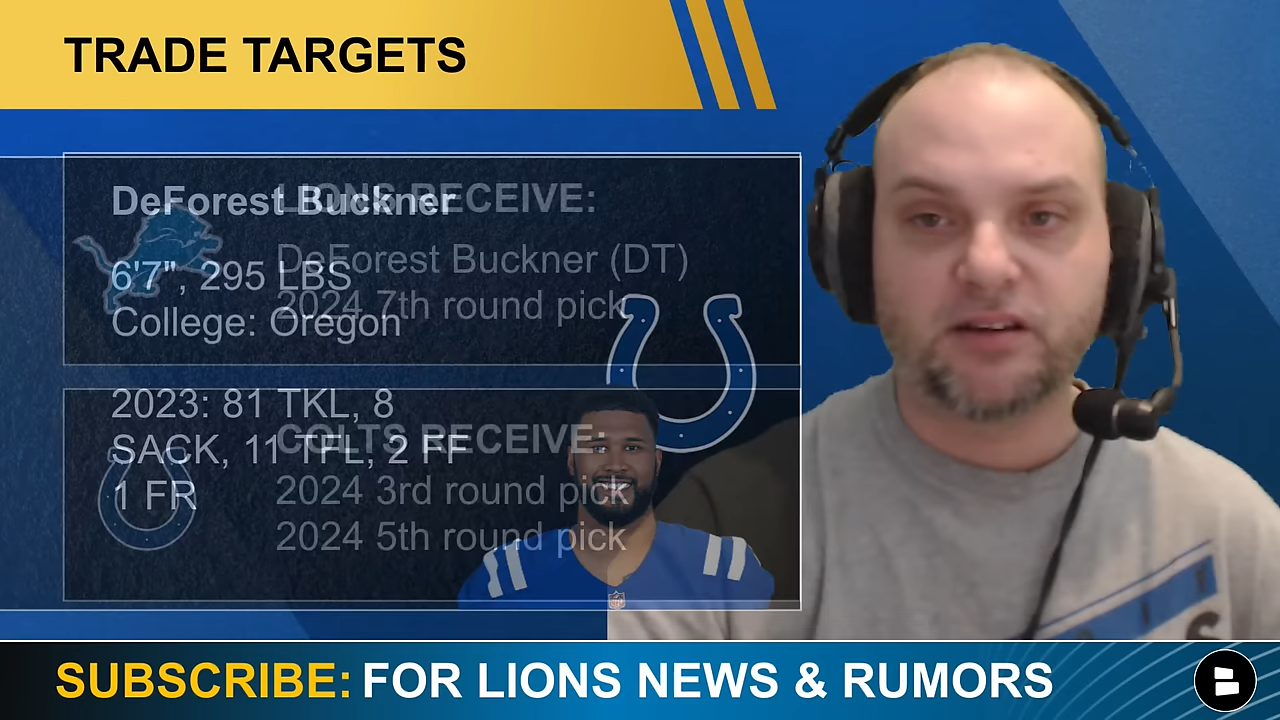 TRADE TARGETS
DeForest Buckner
6'7", 295 LBS
College: Oregon
2023: 81 TKL, 8
SACK, 11 TFL, 2 FF
1 FR
LIONS RECEIVE:
DeForest Buckner (DT)
2024 7th round pick
COLTS RECEIVE:
2024 3rd round pick
2024 5th round pick
SUBSCRIBE: FOR LIONS NEWS & RUMORS